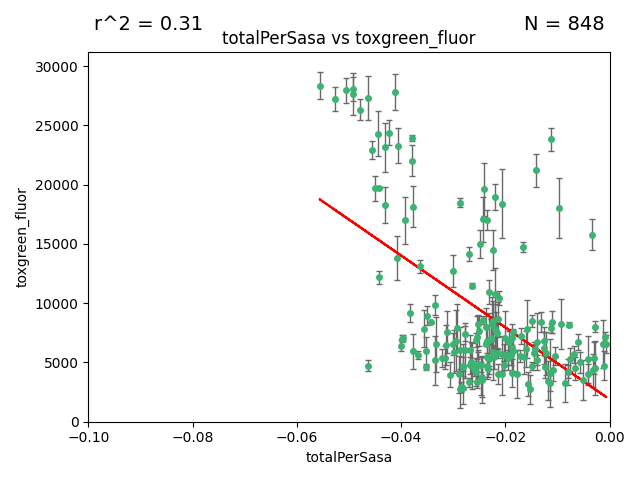 r^2 = 0.31
N = 848
totalPerSasa vs toxgreen_fluor
30000
25000
20000
15000
10000
5000
0
toxgreen_fluor
−0.10
−0.08
−0.06
−0.04
−0.02
0.00
totalPerSasa